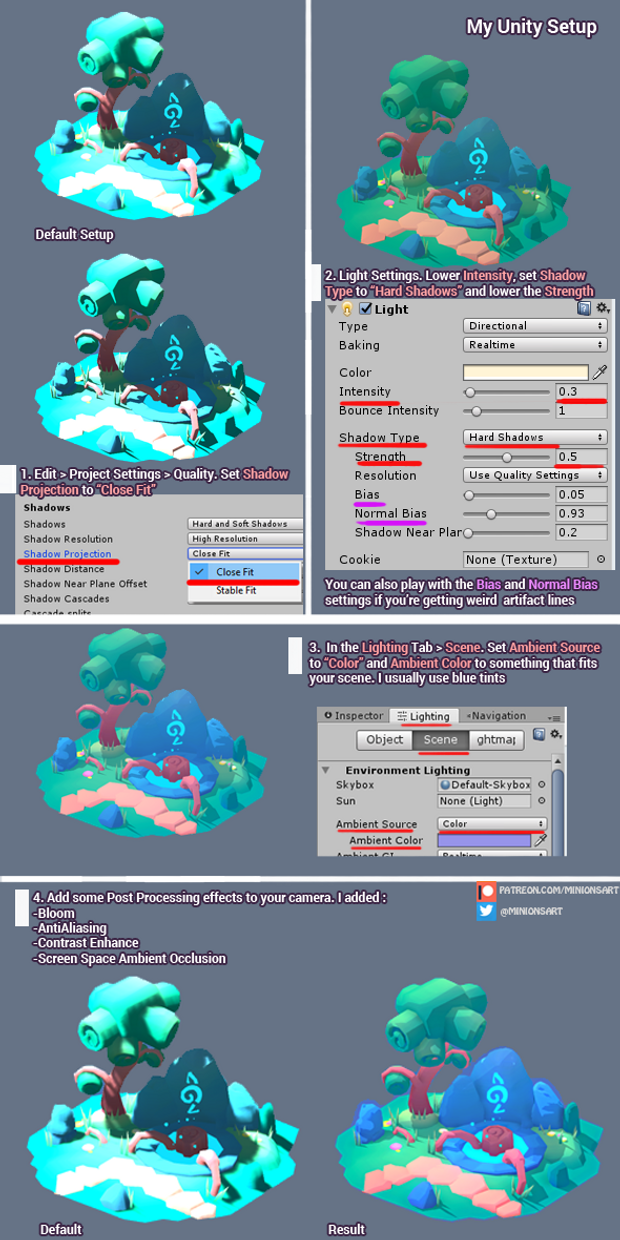 My Unity Setup
Default Setup
1. Edit > Project Settings > Quality. Set Shadow
Projection to “Close Fit”
Shadows
Shadows Hard and Soft Shadows
Shadow Resolution High Resolution
Shadow Projection Close Fit
Shadow Distance Close Fit
Shadow Near Plane Offset
Shadow Cascades Stable Fit
Cascade splits
2. Light Settings. Lower Intensity, set Shadow
Type to “Hard Shadows” and lower the Strength
Light
Type Directional
Baking Realtime
Color
Intensity 0.3
Bounce Intensity 1
Shadow Type Hard Shadows
Strength 0.5
Resolution Use Quality Settings
Bias 0.05
Normal Bias 0.93
Shadow Near Plan 0.2
Cookie None (Texture)
You can also play with the Bias and Normal Bias
settings if you’re getting weird artifact lines
3. In the Lighting Tab > Scene. Set Ambient Source
to “Color” and Ambient Color to something that fits
your scene. I usually use blue tints
Inspector Lighting Navigation
Object Scene ghtmap
Environment Lighting
Skybox Default-Skybox
Sun None (Light)
Ambient Source Color
Ambient Color
Ambient GI Realtime
4. Add some Post Processing effects to your camera. I added :
-Bloom
-AntiAliasing
-Contrast Enhance
-Screen Space Ambient Occlusion
PATREON.COM/MINIONSART
@MINIONSART
Default
Result